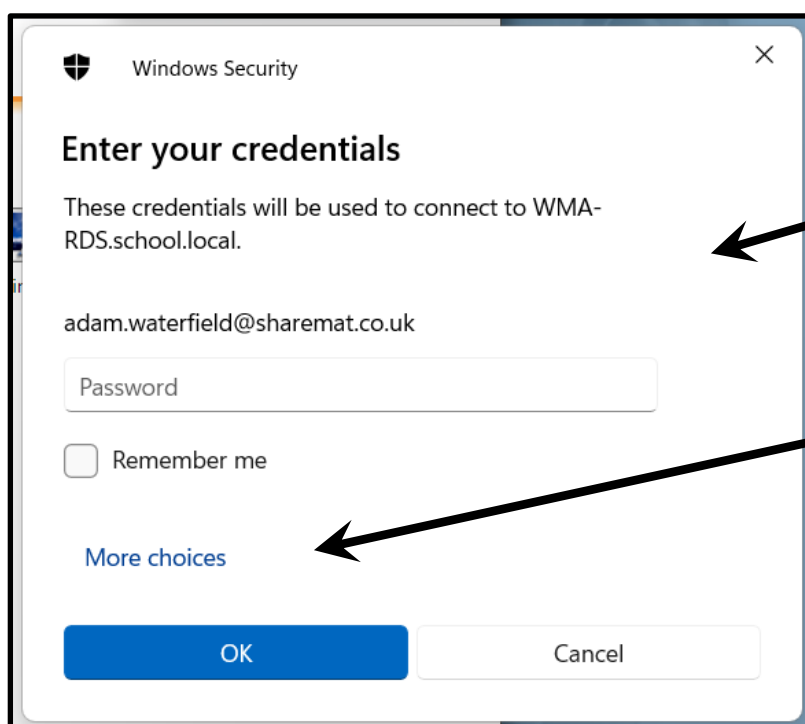 Windows Security
Enter your credentials
These credentials will be used to connect to WMA-
RDS.school.local.
adam.waterfield@sharemat.co.uk
Password
Remember me
More choices
OK
Cancel